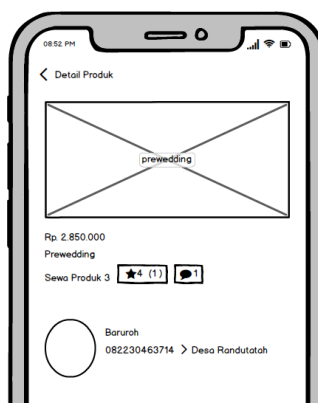 08:52 PM
Detail Produk
prewedding
Rp. 2.850.000
Prewedding
Sewa Produk 3 4 (1) 1
Baruroh
082230463714 > Desa Randutatah